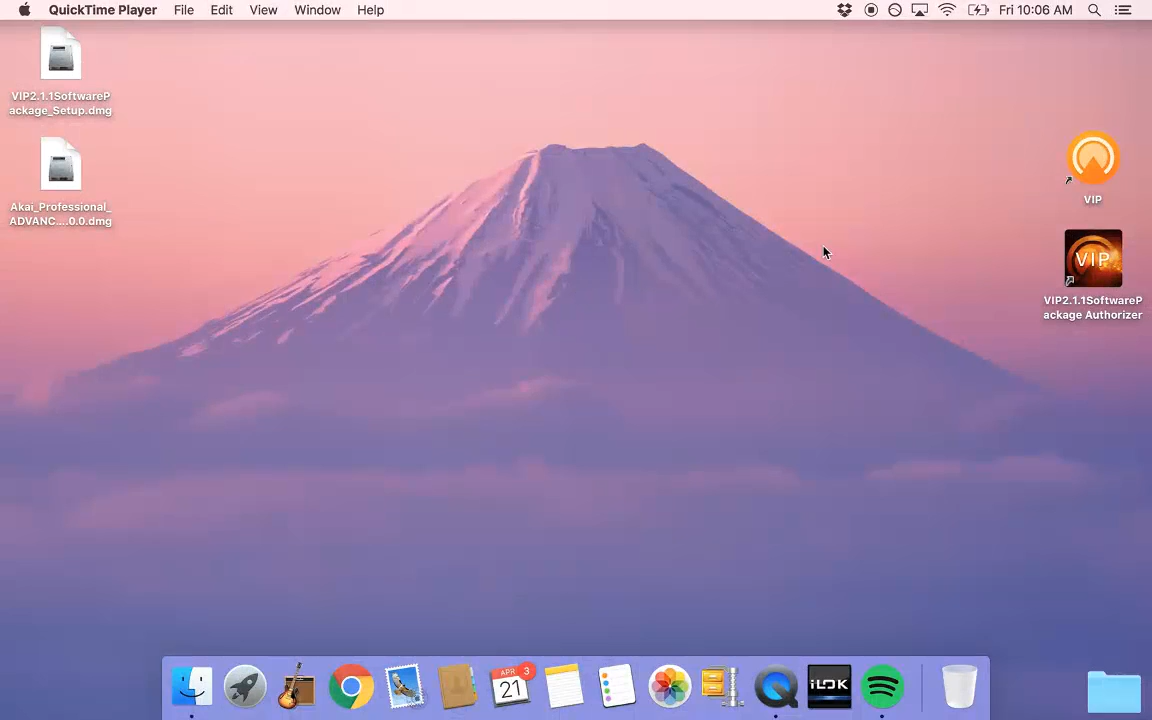 QuickTime Player File Edit View Window Help Fri 10:06 AM
VIP2.1.1SoftwareP
ackage_Setup.dmg
Akai_Professional_
ADVANC....0.0.dmg
VIP
VIP
VIP2.1.1SoftwareP
ackage Authorizer
APR 3
21
iLOK